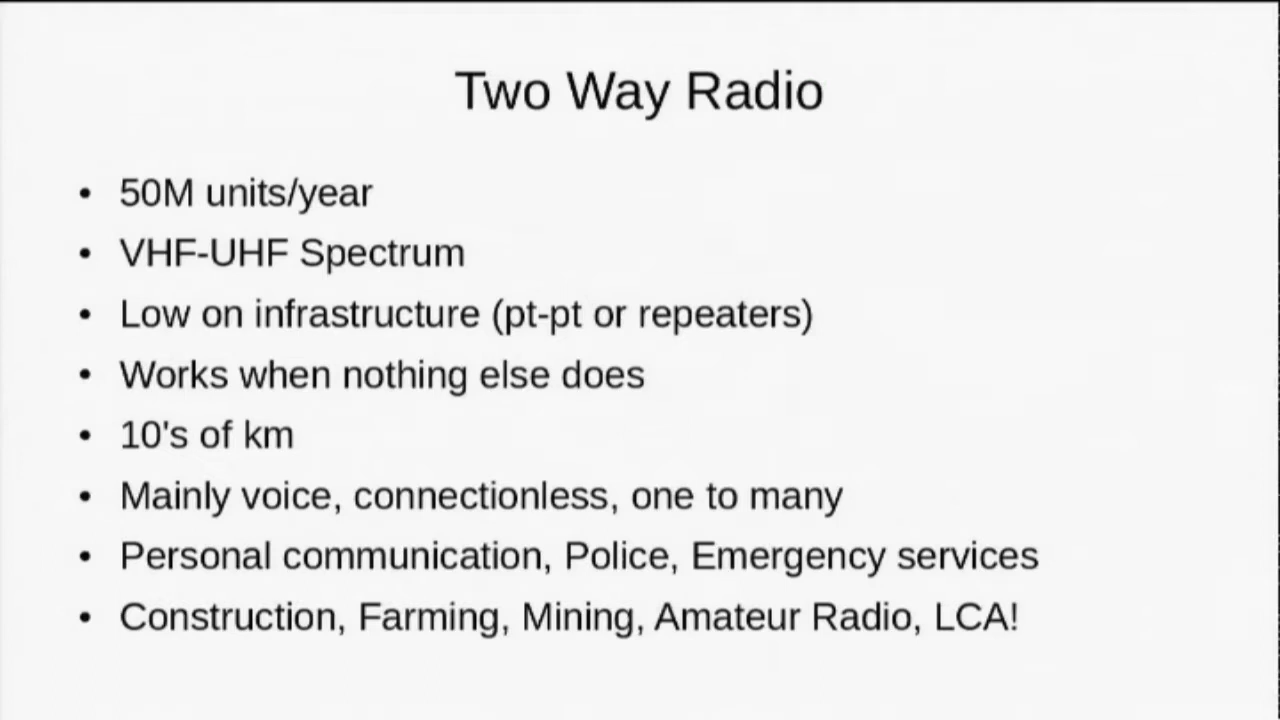 Two Way Radio
• 50M units/year
• VHF-UHF Spectrum
• Low on infrastructure (pt-pt or repeaters)
• Works when nothing else does
• 10's of km
• Mainly voice, connectionless, one to many
• Personal communication, Police, Emergency services
• Construction, Farming, Mining, Amateur Radio, LCA!